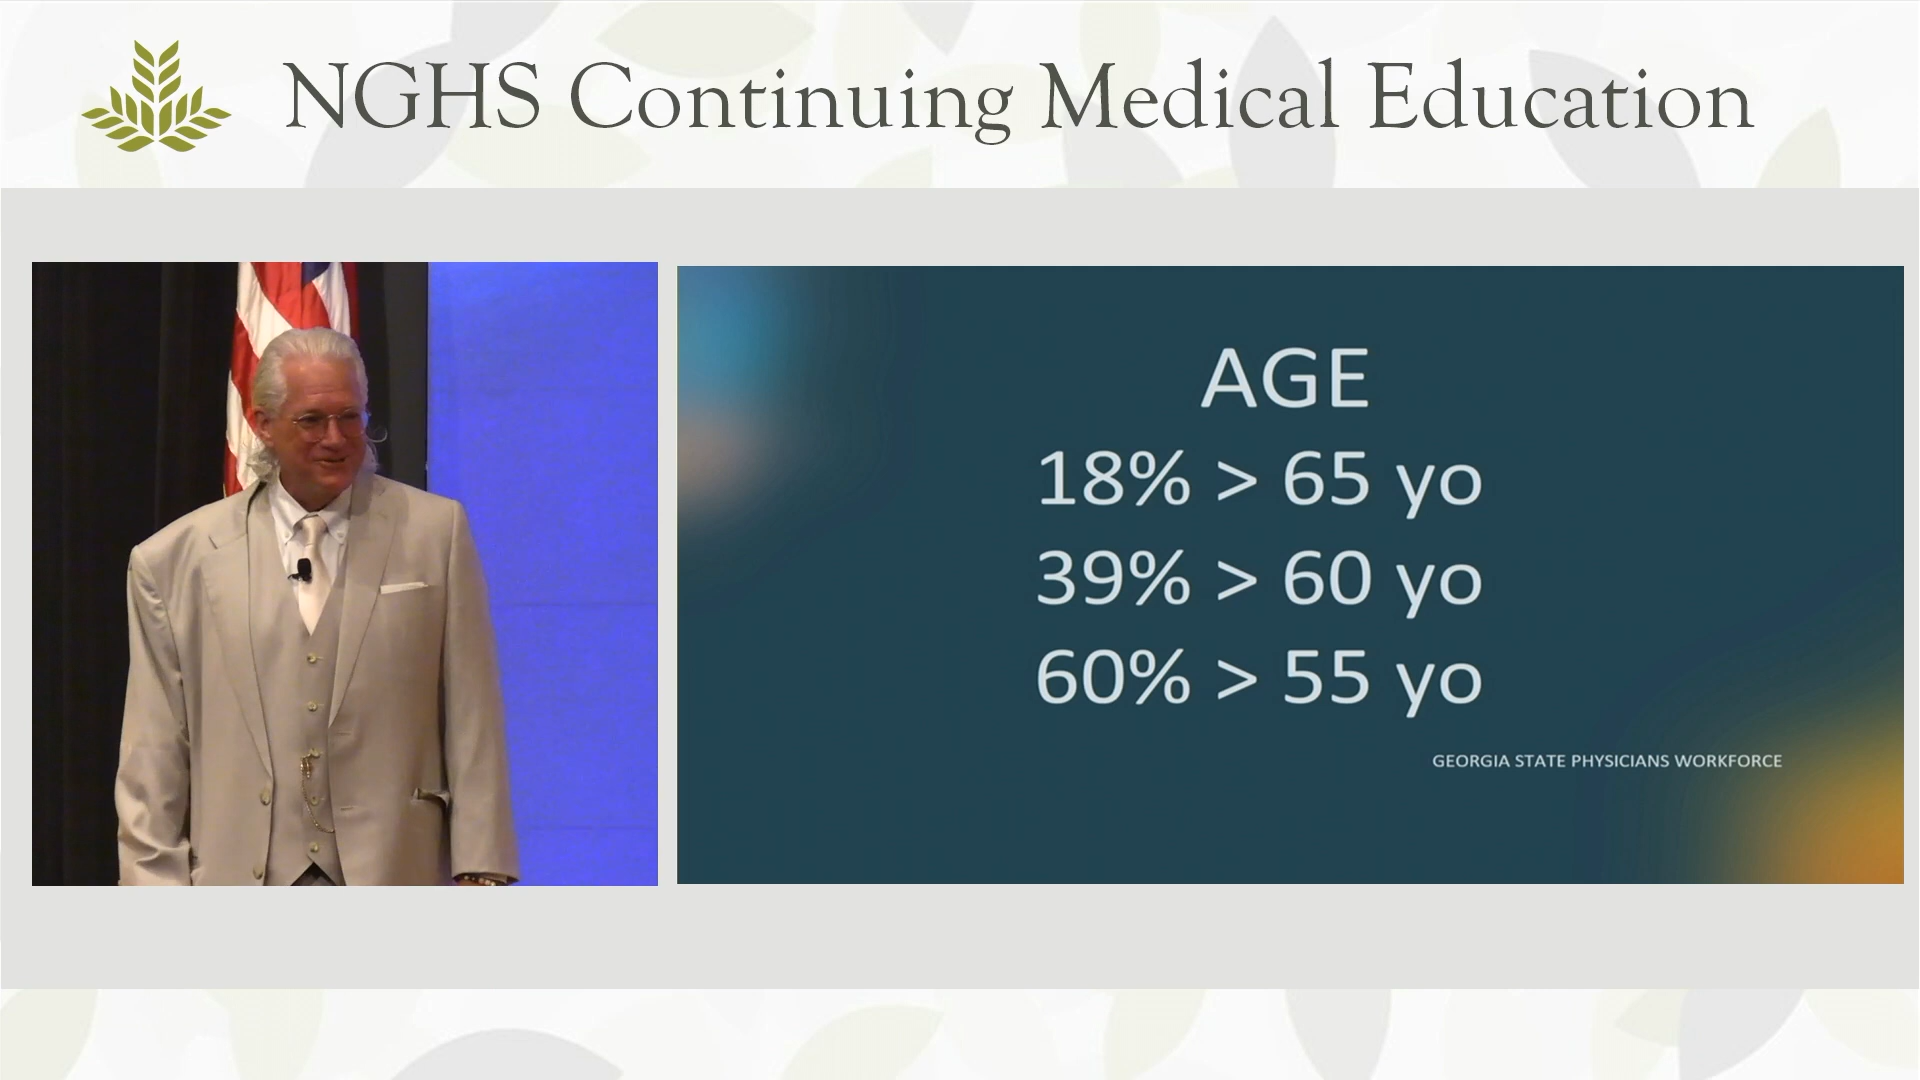 NGHS Continuing Medical Education
AGE
18% > 65 yo
39% > 60 yo
60% > 55 yo
GEORGIA STATE PHYSICIANS WORKFORCE